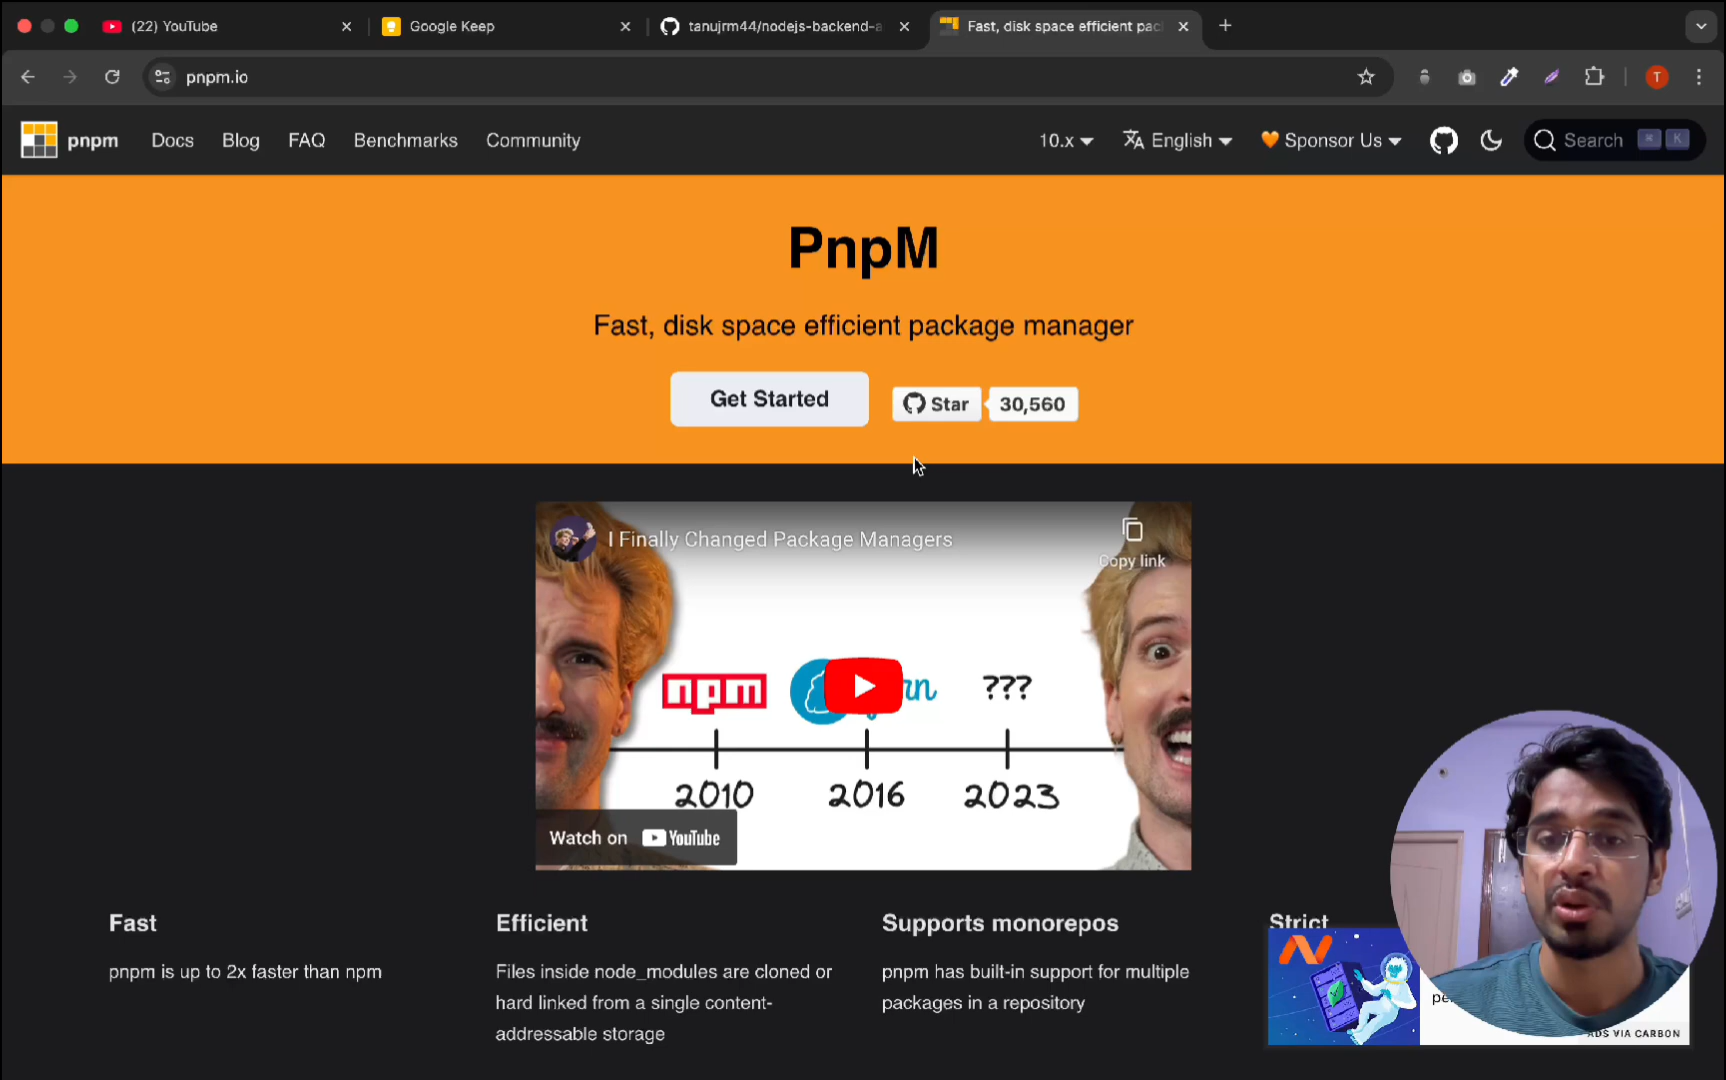 (22) YouTube
Google Keep
tanujrm44/nodejs-backend-a
Fast, disk space efficient pac
pnpm.io
T
pnpm
Docs
Blog
FAQ
Benchmarks
Community
10.x
English
Sponsor Us
Search
⌘ K
PnpM
Fast, disk space efficient package manager
Get Started
Star
30,560
I Finally Changed Package Managers
Copy link
npm
rn
???
2010
2016
2023
Watch on YouTube
Fast
pnpm is up to 2x faster than npm
Efficient
Files inside node_modules are cloned or
hard linked from a single content-
addressable storage
Supports monorepos
pnpm has built-in support for multiple
packages in a repository
Strict
ADS VIA CARBON